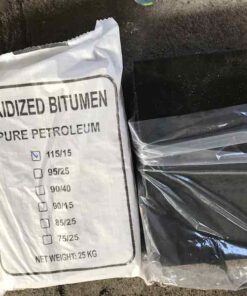 XIDIZED BITUMEN
PURE PETROLEUM
115/15
95/25
90/40
90/15
85/25
75/25
NET WEIGHT: 25 KG